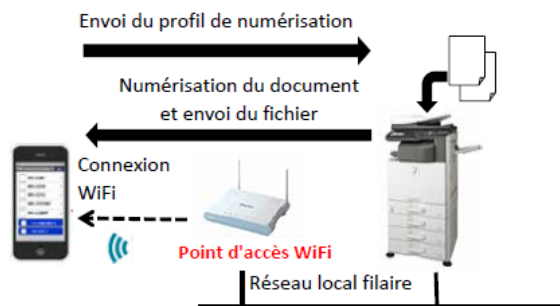 Envoi du profil de numérisation
Numérisation du document
et envoi du fichier
Connexion
WiFi
Point d'accès WiFi
Réseau local filaire